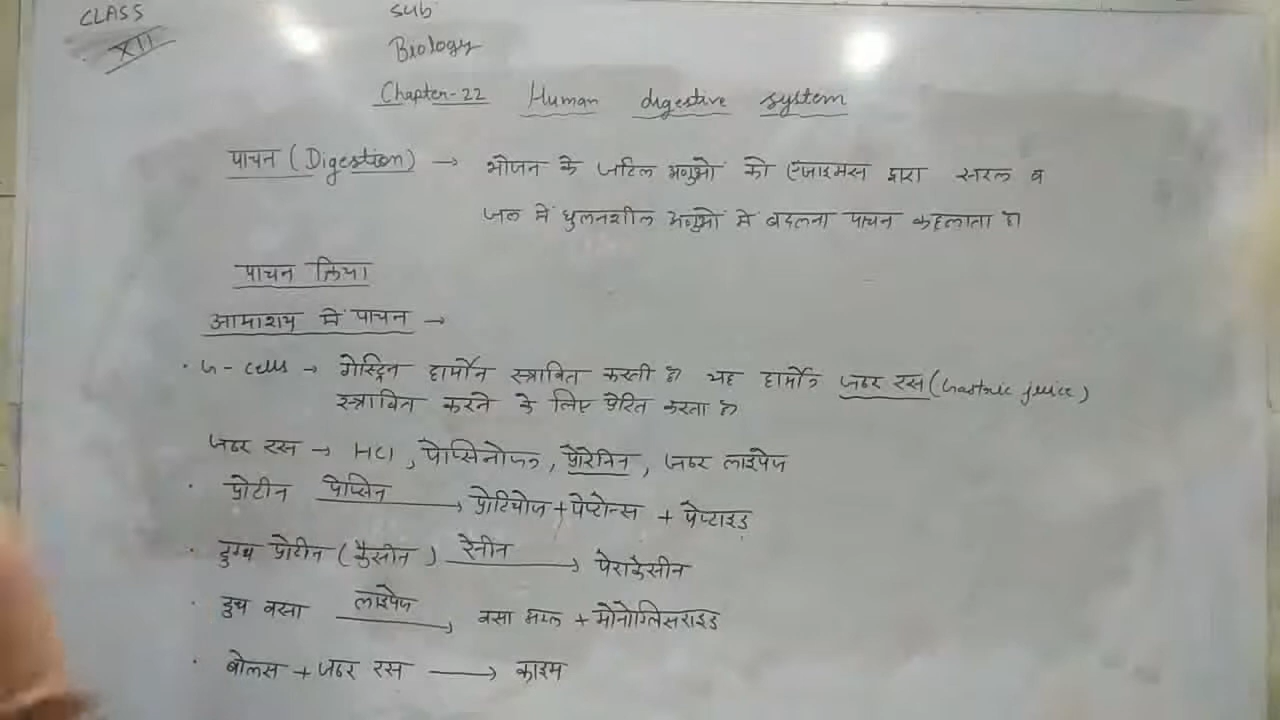 CLASS
XII
Sub
Biology
Chapter-22 Human digestive system
पाचन (Digestion) → भोजन के जटिल अणुओं को एंजाइमस द्वारा सरल व
जल में घुलनशील अणुओं में बदलना पाचन कहलाता है।
पाचन क्रिया
आमाशय में पाचन →
• G-cells → गेस्ट्रिन हार्मोन स्त्रावित करती है। यह हार्मोन जठर रस (Gastric juice)
स्त्रावित करने के लिए प्रेरित करता है
जठर रस → HCl, पेप्सिनोजन, प्रोरेनिन, जठर लाइपेज
• प्रोटीन पेप्सिन → प्रोटियोज + पेप्टोन्स + पेप्टाइड
• दुग्ध प्रोटीन (कैसीन) रेनीन → पेराकैसीन
• दुग्ध वसा लाइपेज → वसा अम्ल + मोनोग्लिसराइड
• बोलस + जठर रस → काइम